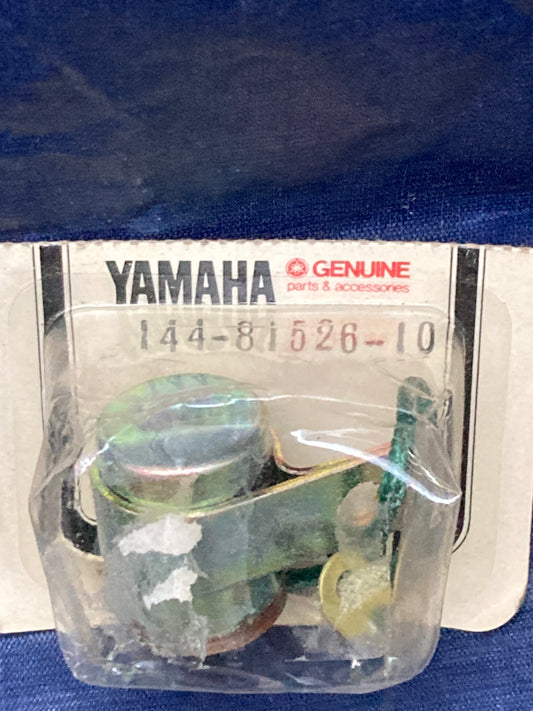 YAMAHA GENUINE
parts & accessories
144-81526-10